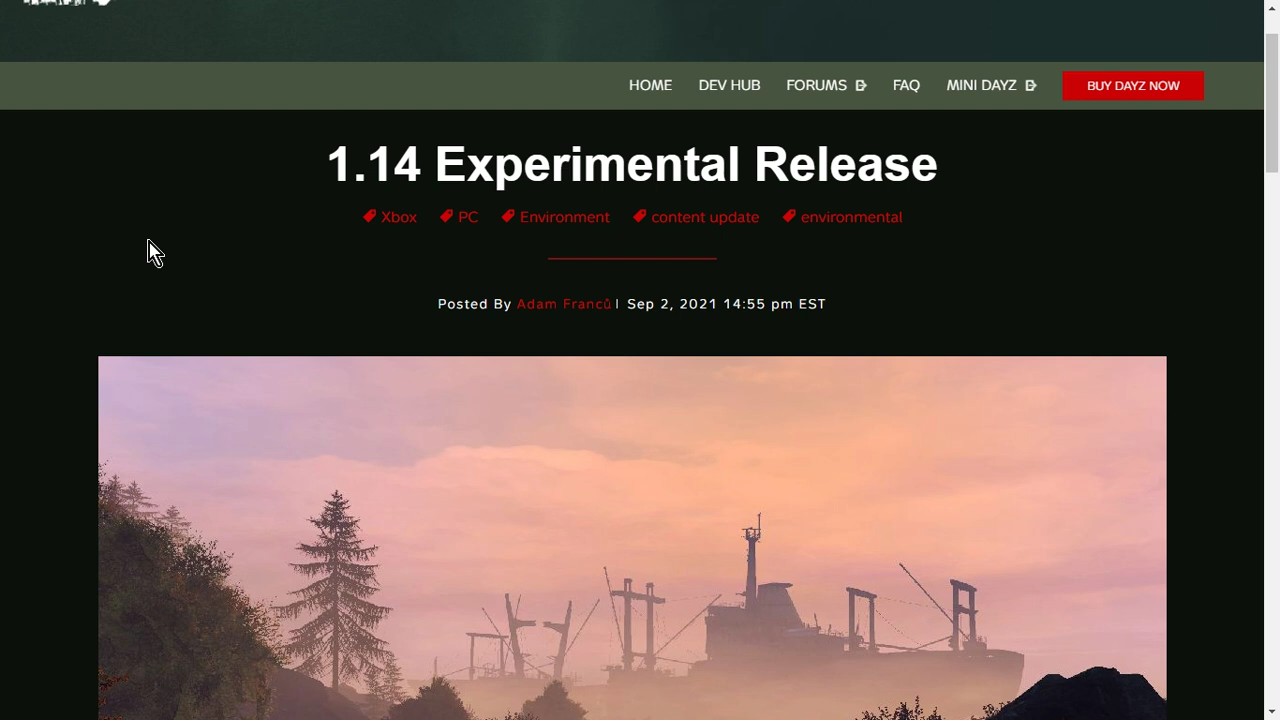 HOME DEV HUB FORUMS FAQ MINI DAYZ BUY DAYZ NOW
1.14 Experimental Release
Xbox PC Environment content update environmental
Posted By Adam Franců | Sep 2, 2021 14:55 pm EST